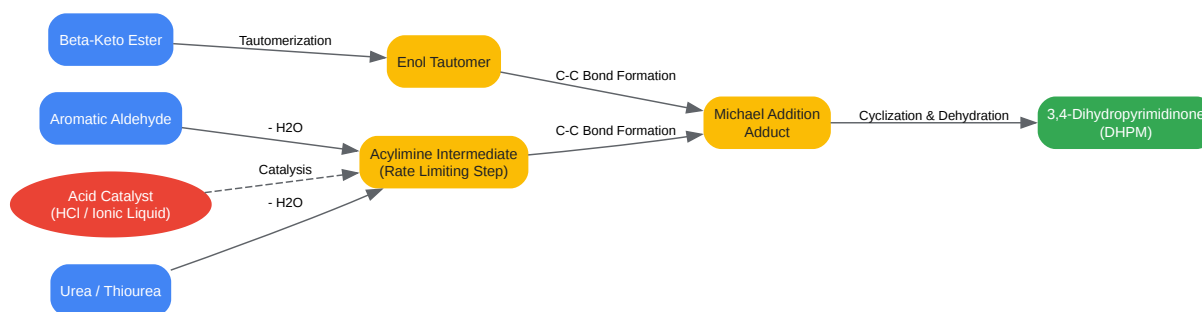 Beta-Keto Ester
Tautomerization
Enol Tautomer
C-C Bond Formation
Aromatic Aldehyde
- H2O
Acylimine Intermediate
(Rate Limiting Step)
C-C Bond Formation
Michael Addition
Adduct
Cyclization & Dehydration
3,4-Dihydropyrimidinone
(DHPM)
Acid Catalyst
(HCl / Ionic Liquid)
Catalysis
- H2O
Urea / Thiourea